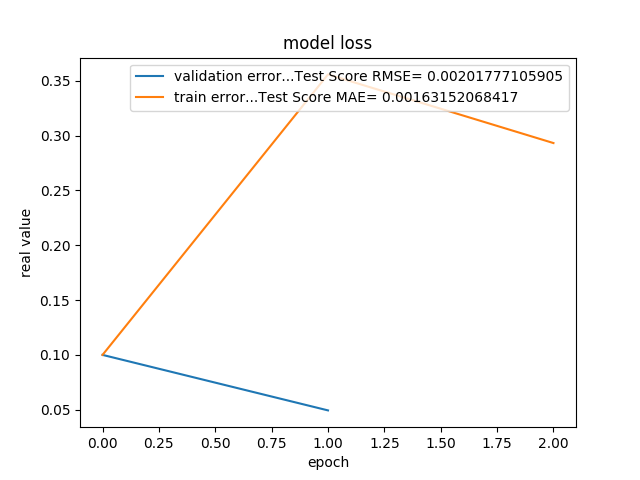 model loss
validation error...Test Score RMSE= 0.00201777105905
train error...Test Score MAE= 0.00163152068417
real value
0.35
0.30
0.25
0.20
0.15
0.10
0.05
0.00 0.25 0.50 0.75 1.00 1.25 1.50 1.75 2.00
epoch